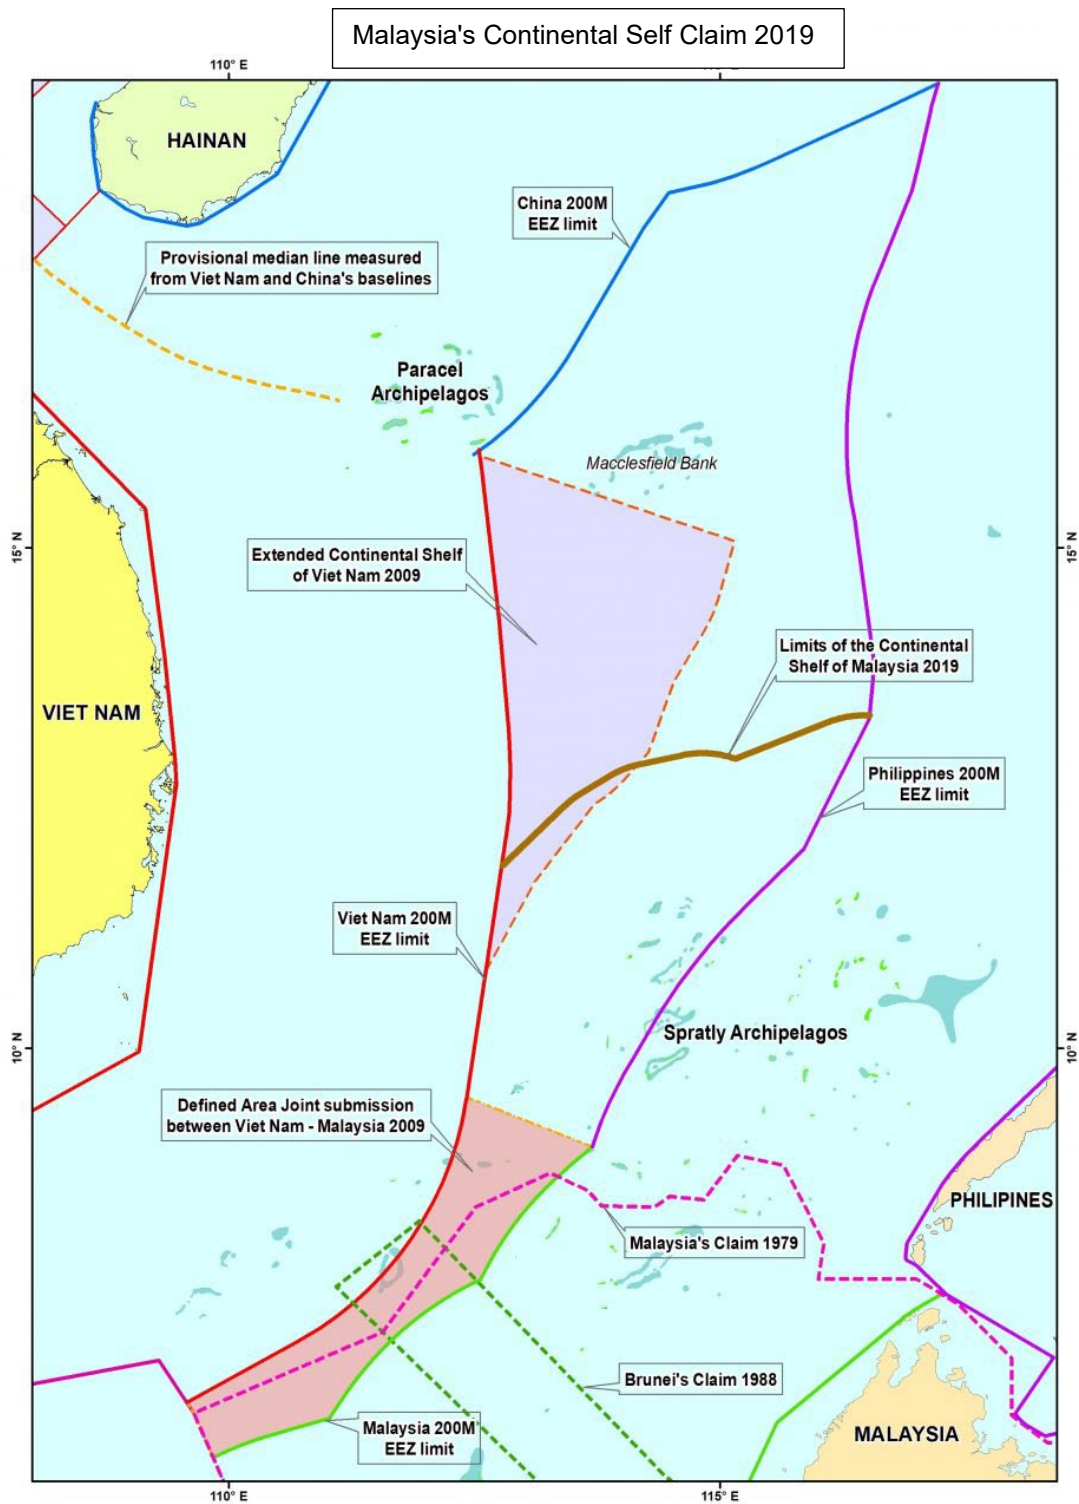 Malaysia's Continental Self Claim 2019
110° E
HAINAN
China 200M
EEZ limit
Provisional median line measured
from Viet Nam and China's baselines
Paracel
Archipelagos
Macclesfield Bank
15° N
15° N
Extended Continental Shelf
of Viet Nam 2009
Limits of the Continental
Shelf of Malaysia 2019
VIET NAM
Philippines 200M
EEZ limit
Viet Nam 200M
EEZ limit
Spratly Archipelagos
10° N
10° N
Defined Area Joint submission
between Viet Nam - Malaysia 2009
PHILIPINES
Malaysia's Claim 1979
Brunei's Claim 1988
Malaysia 200M
EEZ limit
MALAYSIA
110° E
115° E